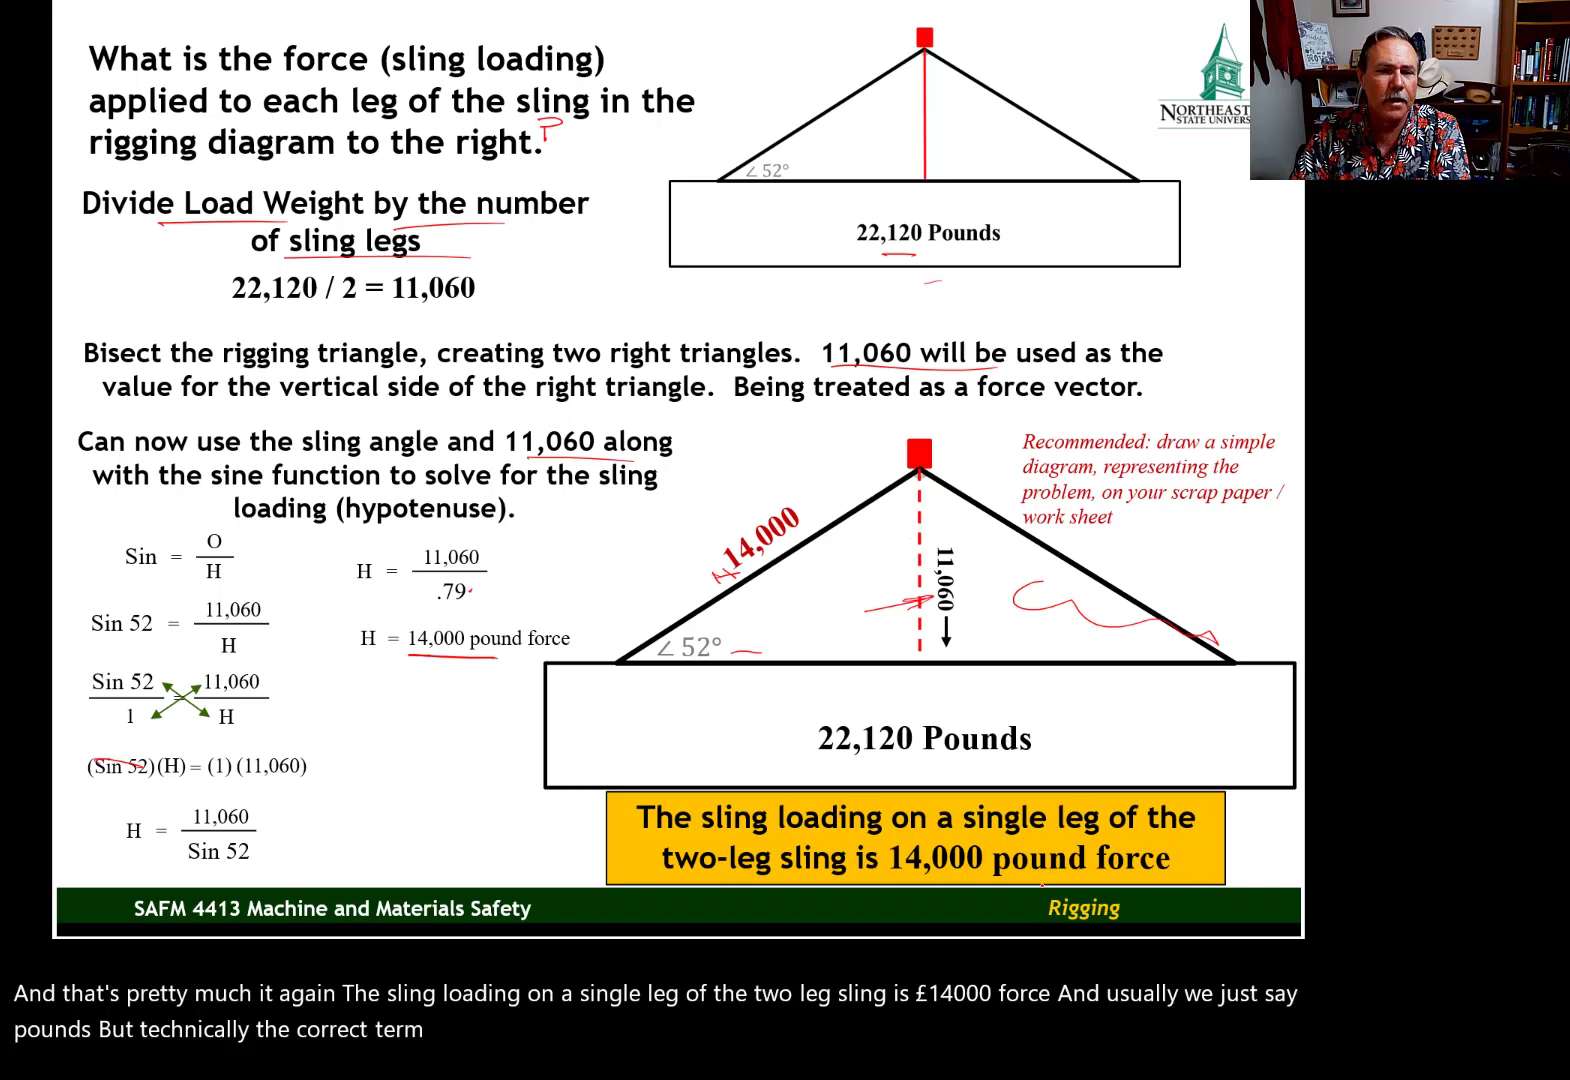 What is the force (sling loading)
applied to each leg of the sling in the
rigging diagram to the right.
?
∠ 52°
22,120 Pounds
NORTHEAST
STATE UNIVERS
Divide Load Weight by the number
of sling legs
22,120 / 2 = 11,060
Bisect the rigging triangle, creating two right triangles. 11,060 will be used as the
value for the vertical side of the right triangle. Being treated as a force vector.
Can now use the sling angle and 11,060 along
with the sine function to solve for the sling
loading (hypotenuse).
Sin = O
H
Sin 52 = 11,060
H
Sin 52 = 11,060
1 H
(Sin 52)(H) = (1) (11,060)
H = 11,060
Sin 52
H = 11,060
.79
H = 14,000 pound force
Recommended: draw a simple
diagram, representing the
problem, on your scrap paper /
work sheet
14,000
11,060
∠ 52°
22,120 Pounds
The sling loading on a single leg of the
two-leg sling is 14,000 pound force
SAFM 4413 Machine and Materials Safety
Rigging
And that's pretty much it again The sling loading on a single leg of the two leg sling is £14000 force And usually we just say
pounds But technically the correct term